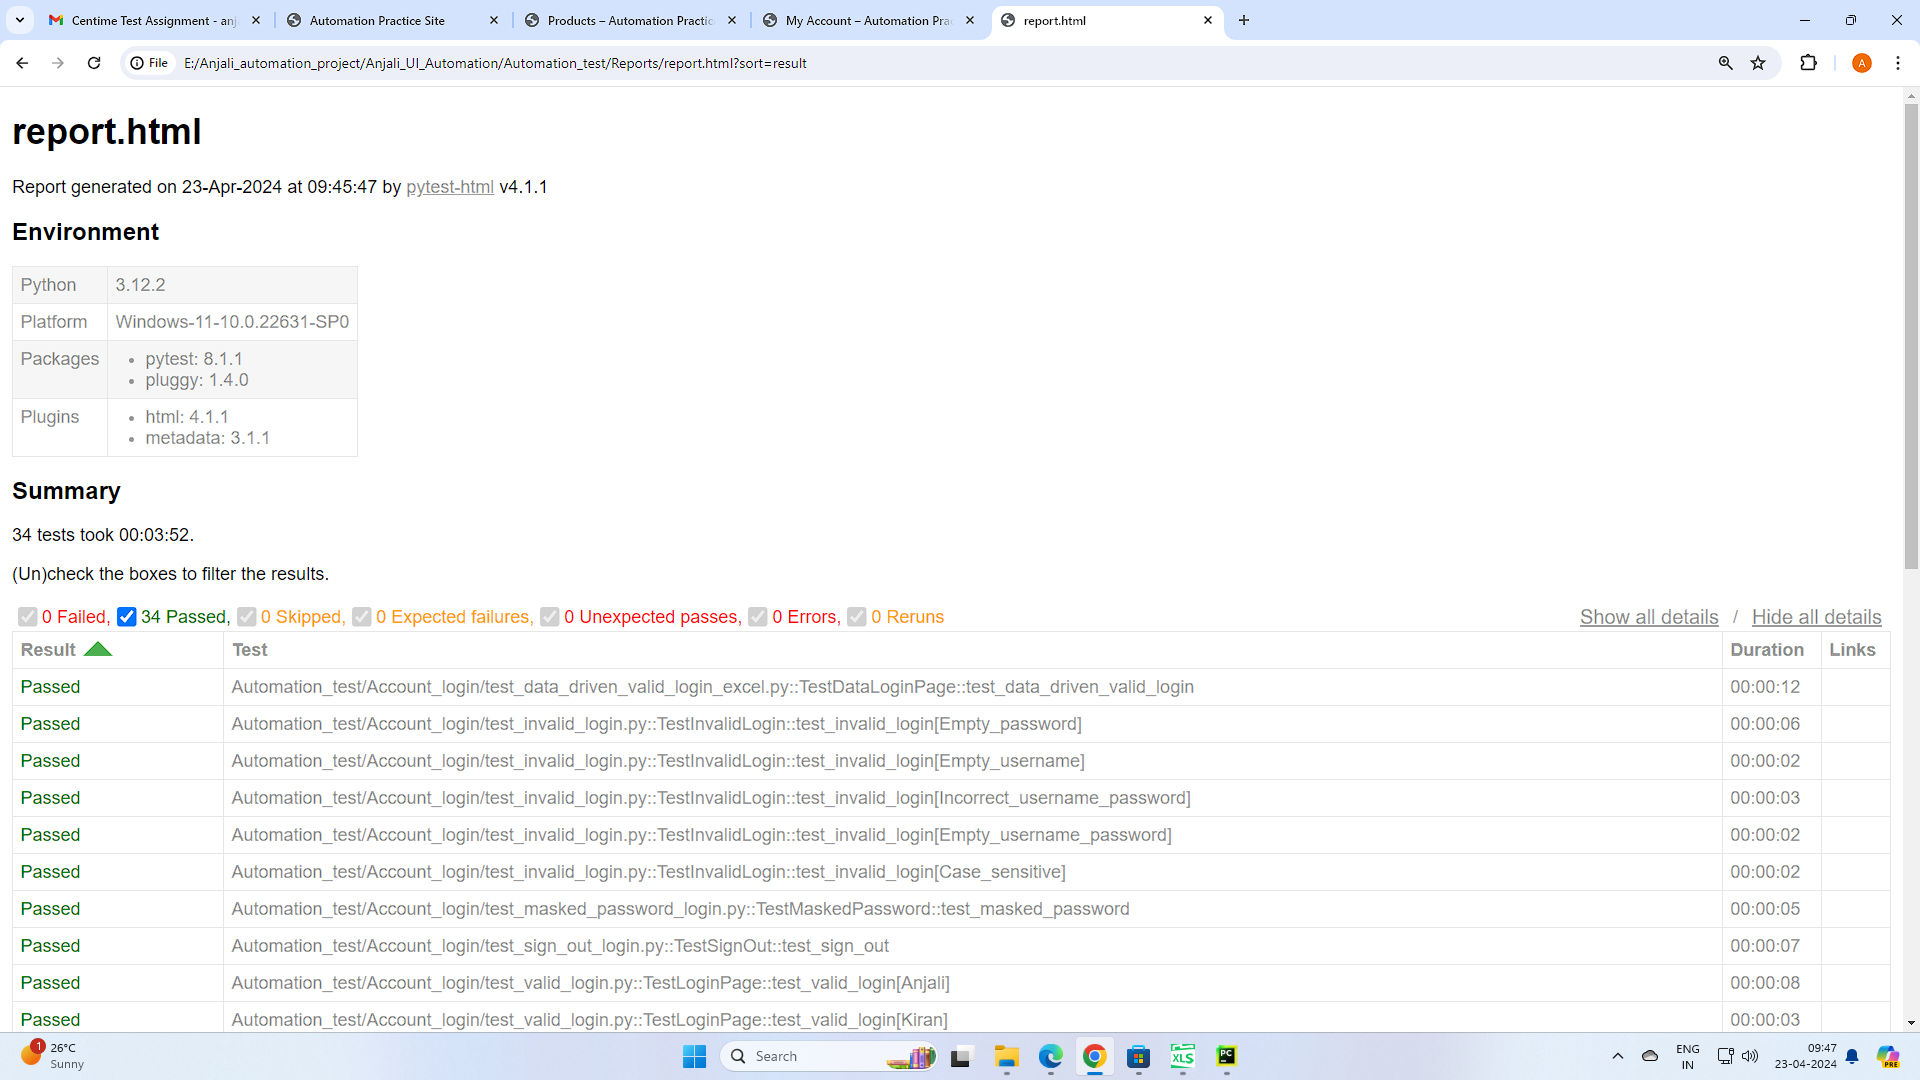 Centime Test Assignment - anj
Automation Practice Site
Products – Automation Practic
My Account – Automation Prac
report.html
File
E:/Anjali_automation_project/Anjali_UI_Automation/Automation_test/Reports/report.html?sort=result
A
report.html
Report generated on 23-Apr-2024 at 09:45:47 by pytest-html v4.1.1
Environment
Python 3.12.2
Platform Windows-11-10.0.22631-SP0
Packages • pytest: 8.1.1
• pluggy: 1.4.0
Plugins • html: 4.1.1
• metadata: 3.1.1
Summary
34 tests took 00:03:52.
(Un)check the boxes to filter the results.
0 Failed, 34 Passed, 0 Skipped, 0 Expected failures, 0 Unexpected passes, 0 Errors, 0 Reruns Show all details / Hide all details
Result Test Duration Links
Passed Automation_test/Account_login/test_data_driven_valid_login_excel.py::TestDataLoginPage::test_data_driven_valid_login 00:00:12
Passed Automation_test/Account_login/test_invalid_login.py::TestInvalidLogin::test_invalid_login[Empty_password] 00:00:06
Passed Automation_test/Account_login/test_invalid_login.py::TestInvalidLogin::test_invalid_login[Empty_username] 00:00:02
Passed Automation_test/Account_login/test_invalid_login.py::TestInvalidLogin::test_invalid_login[Incorrect_username_password] 00:00:03
Passed Automation_test/Account_login/test_invalid_login.py::TestInvalidLogin::test_invalid_login[Empty_username_password] 00:00:02
Passed Automation_test/Account_login/test_invalid_login.py::TestInvalidLogin::test_invalid_login[Case_sensitive] 00:00:02
Passed Automation_test/Account_login/test_masked_password_login.py::TestMaskedPassword::test_masked_password 00:00:05
Passed Automation_test/Account_login/test_sign_out_login.py::TestSignOut::test_sign_out 00:00:07
Passed Automation_test/Account_login/test_valid_login.py::TestLoginPage::test_valid_login[Anjali] 00:00:08
Passed Automation_test/Account_login/test_valid_login.py::TestLoginPage::test_valid_login[Kiran] 00:00:03
1
26°C
Sunny
Search
XLS
PC
ENG
IN
09:47
23-04-2024
PRE